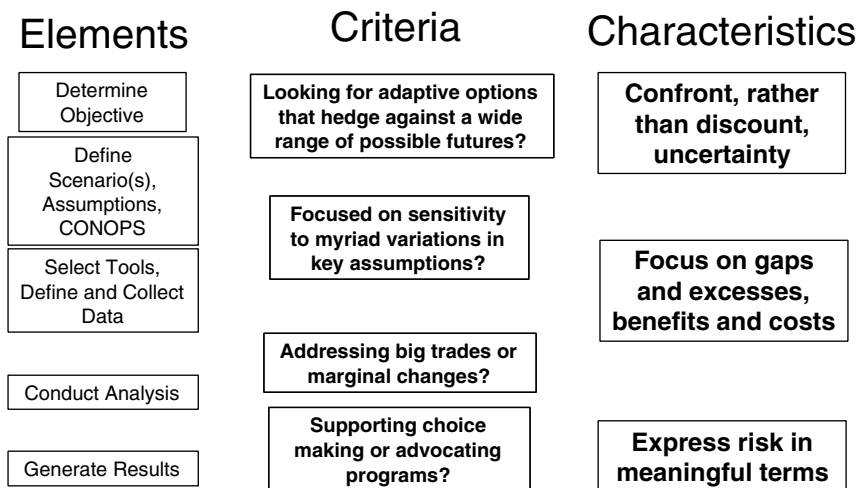 Elements
Criteria
Characteristics
Determine
Objective
Define
Scenario(s),
Assumptions,
CONOPS
Select Tools,
Define and Collect
Data
Conduct Analysis
Generate Results
Looking for adaptive options
that hedge against a wide
range of possible futures?
Focused on sensitivity
to myriad variations in
key assumptions?
Addressing big trades or
marginal changes?
Supporting choice
making or advocating
programs?
Confront, rather
than discount,
uncertainty
Focus on gaps
and excesses,
benefits and costs
Express risk in
meaningful terms